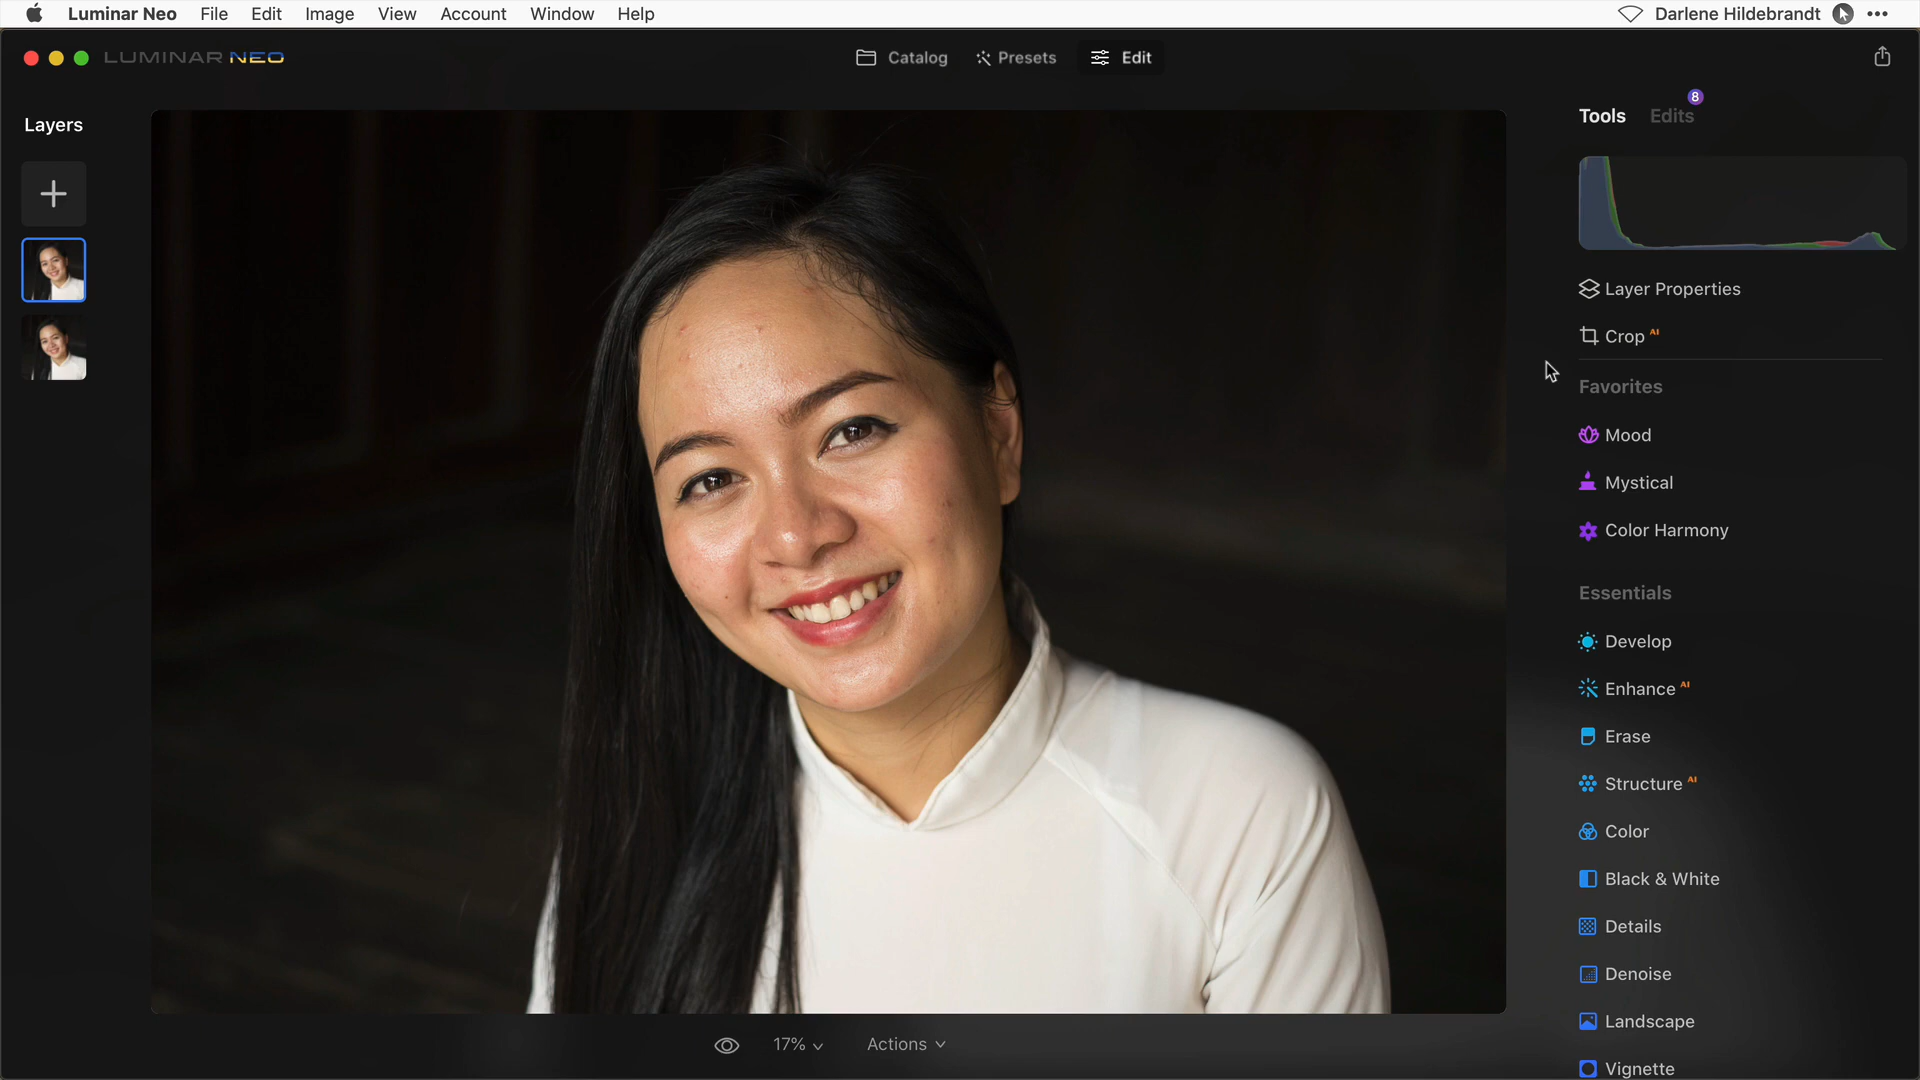 Luminar Neo File Edit Image View Account Window Help Darlene Hildebrandt
LUMINAR NEO Catalog Presets Edit
Layers
8
Tools Edits
Layer Properties
Crop AI
Favorites
Mood
Mystical
Color Harmony
Essentials
Develop
Enhance AI
Erase
Structure AI
Color
Black & White
Details
Denoise
Landscape
Vignette
17% Actions